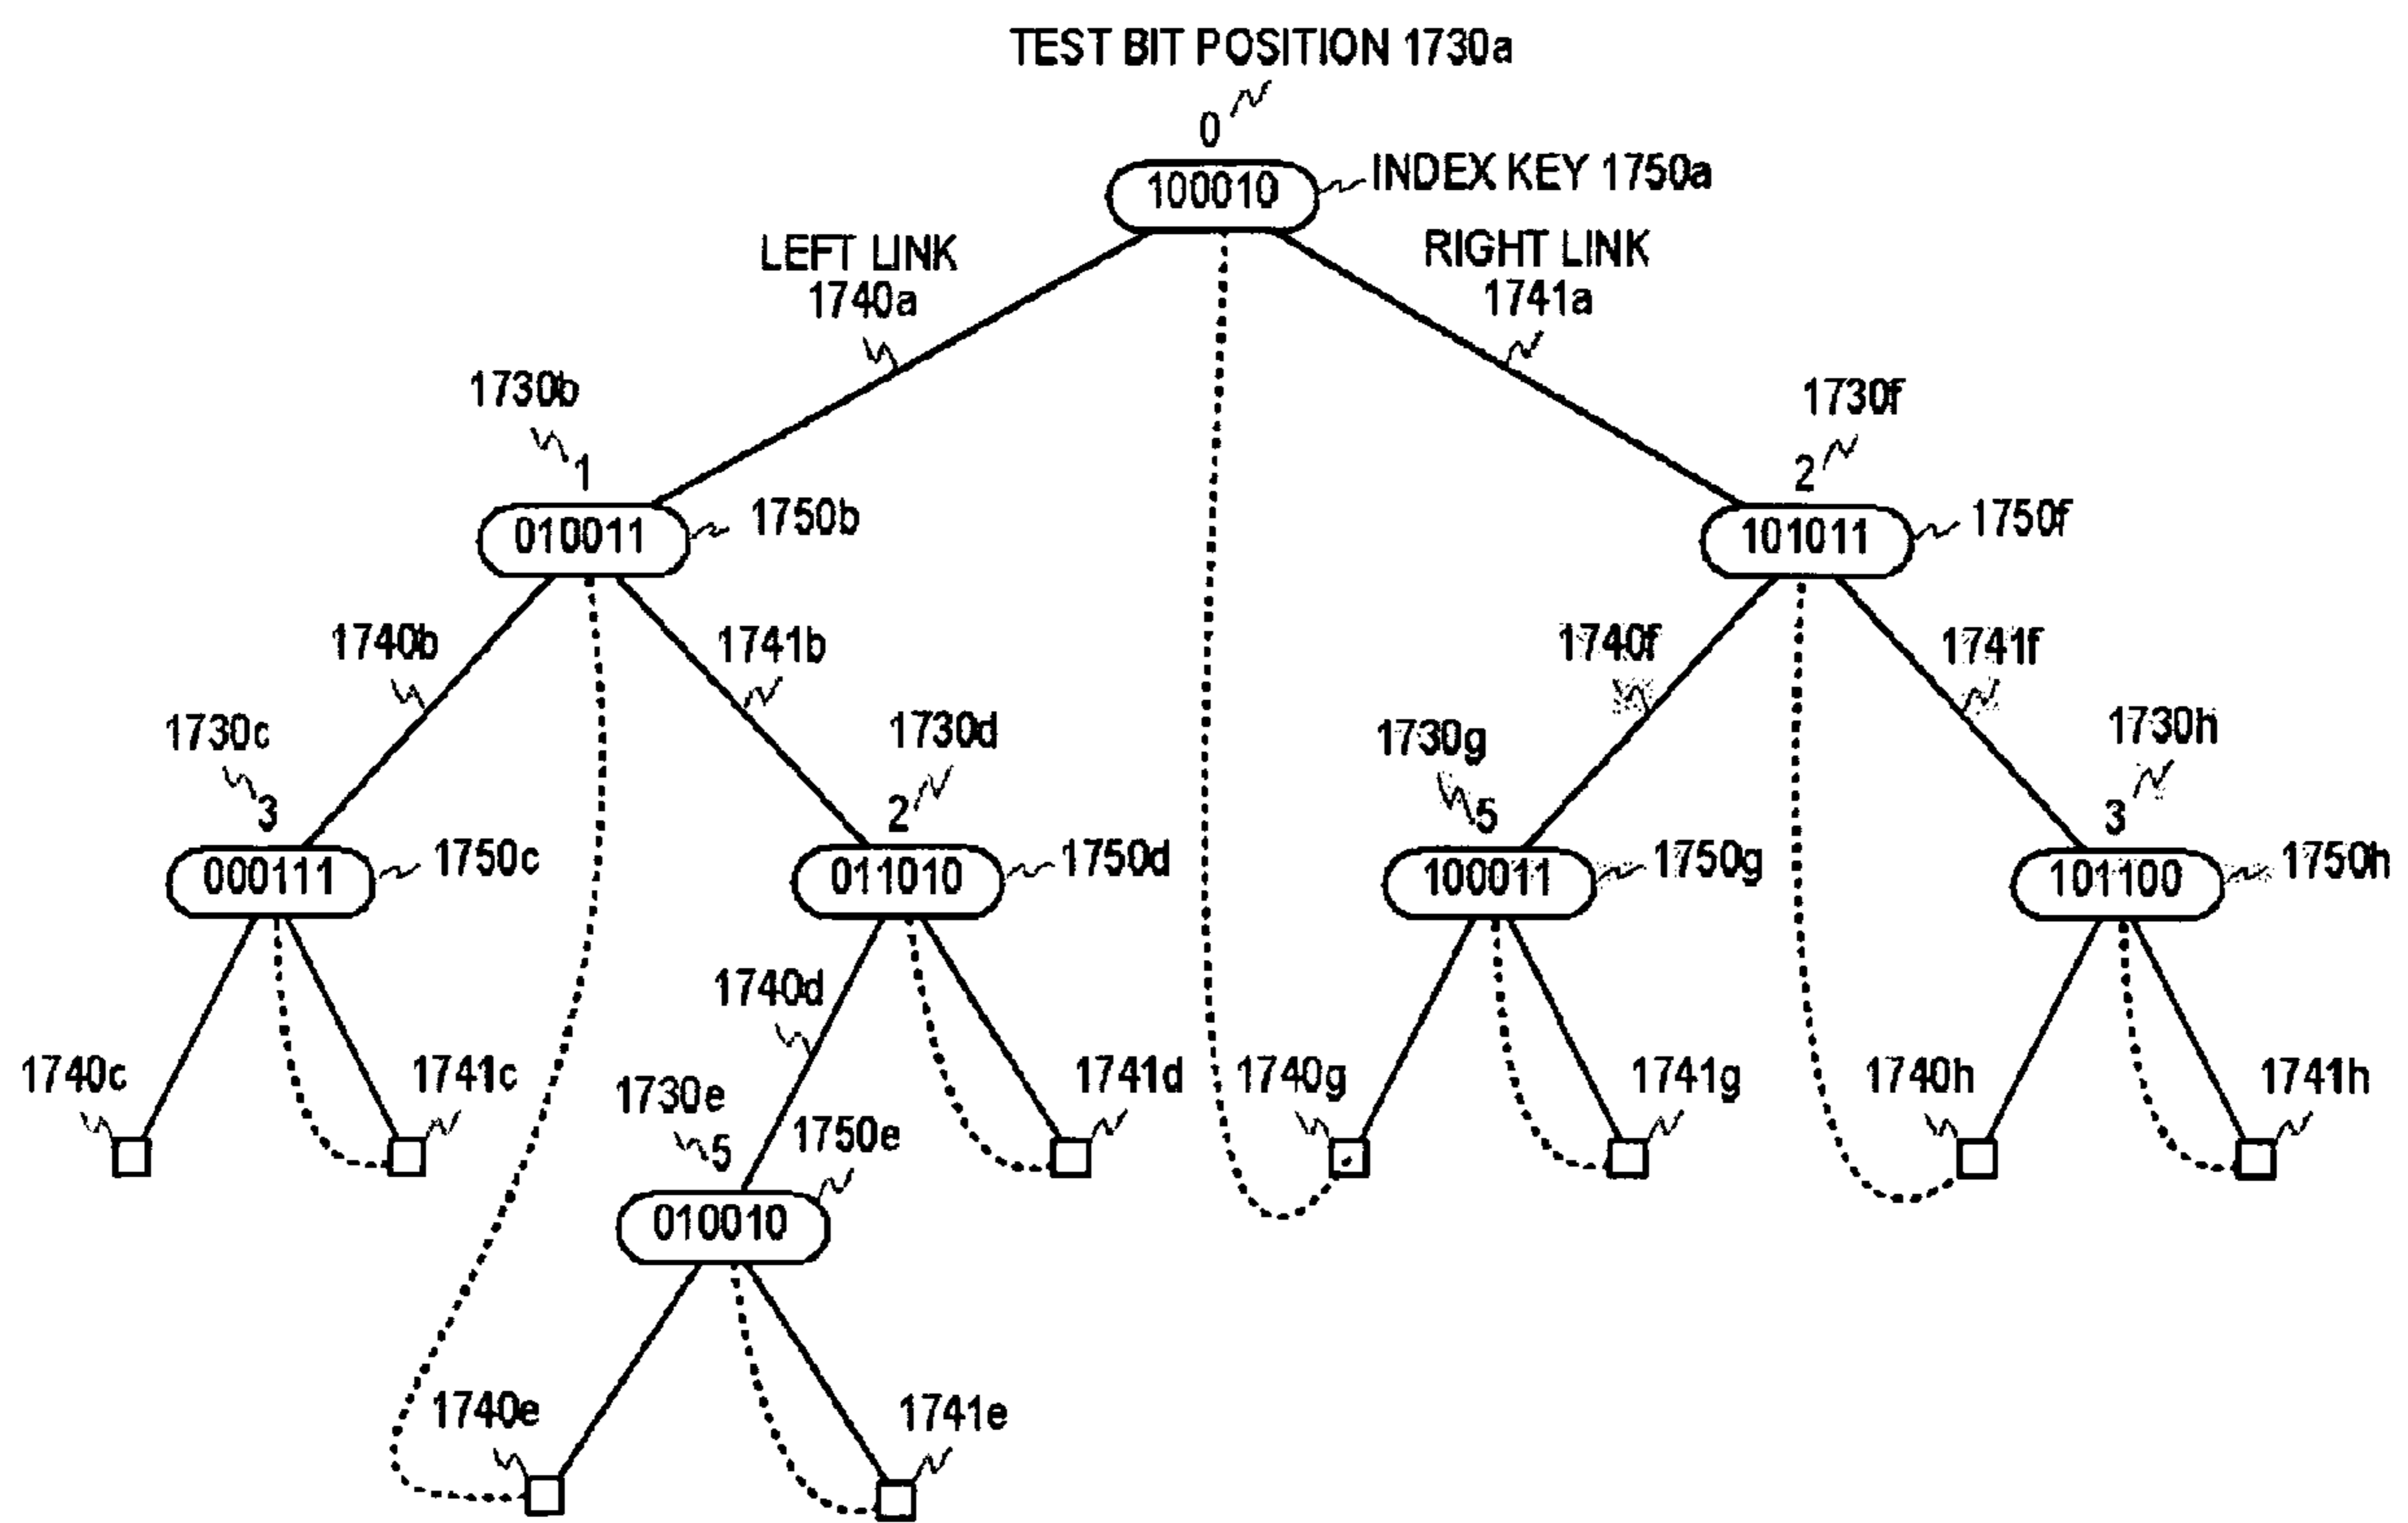 TEST BIT POSITION 1730a
0
100010
INDEX KEY 1750a
LEFT LINK
1740a
RIGHT LINK
1741a
1730b
1
010011
1750b
1730f
2
101011
1750f
1740b
1741b
1740f
1741f
1730c
3
000111
1750c
1730d
2
011010
1750d
1730g
5
100011
1750g
1730h
3
101100
1750h
1740c
1741c
1740d
1741d
1740g
1741g
1740h
1741h
1730e
5
1750e
010010
1740e
1741e